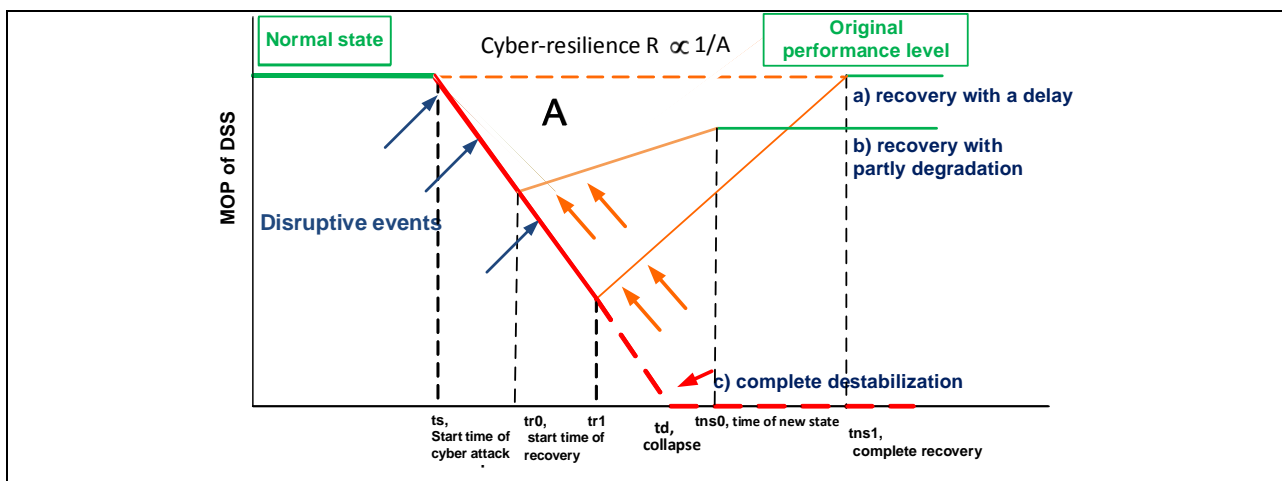 Normal state
Cyber-resilience R ∝ 1/A
Original
performance level
MOP of DSS
A
a) recovery with a delay
b) recovery with
partly degradation
Disruptive events
c) complete destabilization
ts,
Start time of
cyber attack
tr0,
start time of
recovery
tr1
td,
collapse
tns0, time of new state
tns1,
complete recovery